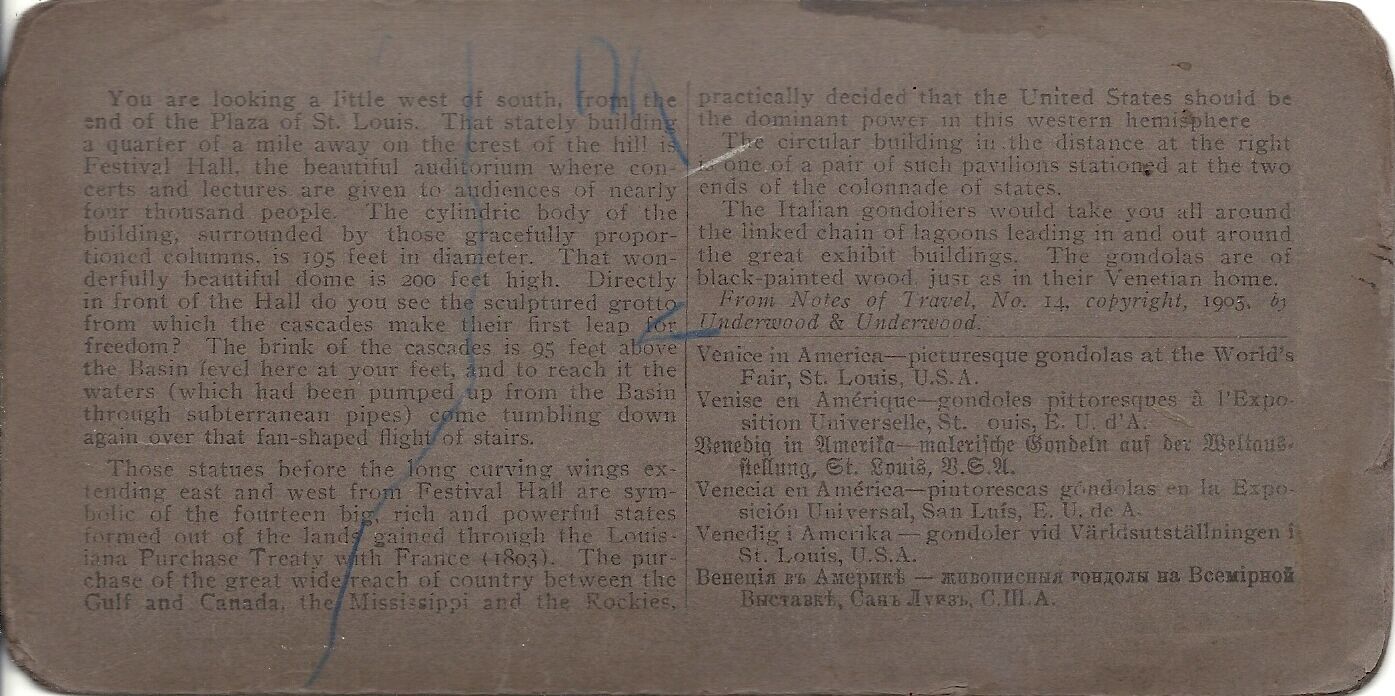 You are looking a little west of south, from the
end of the Plaza of St. Louis. That stately building
a quarter of a mile away on the crest of the hill is
Festival Hall, the beautiful auditorium where con-
certs and lectures are given to audiences of nearly
four thousand people. The cylindric body of the
building, surrounded by those gracefully propor-
tioned columns, is 195 feet in diameter. That won-
derfully beautiful dome is 200 feet high. Directly
in front of the Hall do you see the sculptured grotto
from which the cascades make their first leap for
freedom? The brink of the cascades is 95 feet above
the Basin level here at your feet, and to reach it the
waters (which had been pumped up from the Basin
through subterranean pipes) come tumbling down
again over that fan-shaped flight of stairs.
Those statues before the long curving wings ex-
tending east and west from Festival Hall are sym-
bolic of the fourteen big, rich and powerful states
formed out of the lands gained through the Louis-
iana Purchase Treaty with France (1803). The pur-
chase of the great wide reach of country between the
Gulf and Canada, the Mississippi and the Rockies,
practically decided that the United States should be
the dominant power in this western hemisphere
The circular building in the distance at the right
is one of a pair of such pavilions stationed at the two
ends of the colonnade of states.
The Italian gondoliers would take you all around
the linked chain of lagoons leading in and out around
the great exhibit buildings. The gondolas are of
black-painted wood, just as in their Venetian home.
From Notes of Travel, No. 14, copyright, 1905, by
Underwood & Underwood.
Venice in America—picturesque gondolas at the World's
Fair, St. Louis, U.S.A.
Venise en Amérique—gondoles pittoresques à l'Expo-
sition Universelle, St. ouis, E. U. d'A.
Venedig in Amerika—malerische Gondeln auf der Weltaus-
stellung, St. Louis, V.S.A.
Venecia en América—pintorescas góndolas en la Expo-
sición Universal, San Luís, E. U. de A.
Venedig i Amerika — gondoler vid Världsutställningen i
St. Louis, U.S.A.
Венецiя въ Америкѣ — живописныя гондолы на Всемiрной
Выставкѣ, Санъ Луизъ, С.Ш.А.